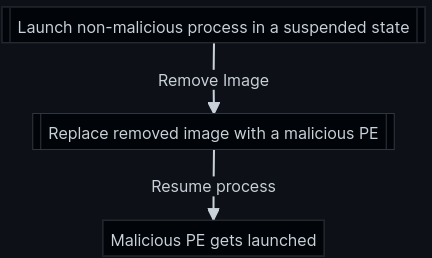 Launch non-malicious process in a suspended state
Remove Image
Replace removed image with a malicious PE
Resume process
Malicious PE gets launched